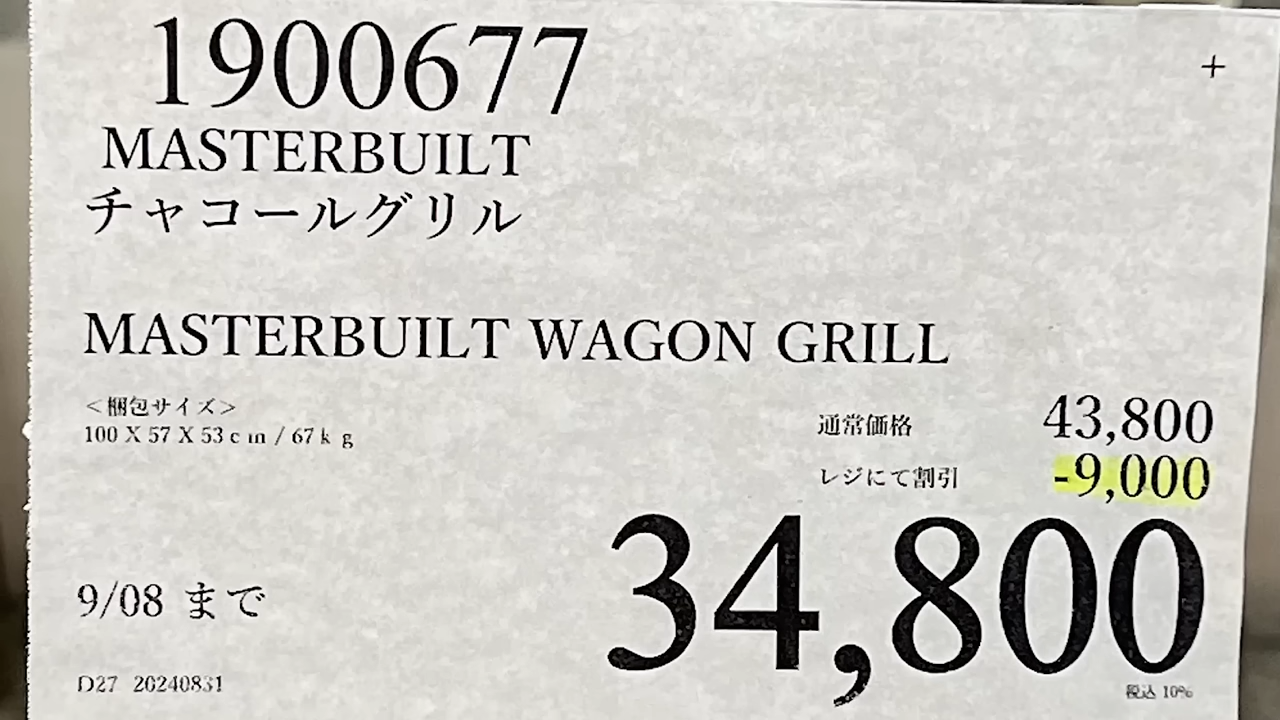 1900677
+
MASTERBUILT
チャコールグリル
MASTERBUILT WAGON GRILL
＜梱包サイズ＞
100 X 57 X 53 c m / 67 k g
通常価格 43,800
レジにて割引 -9,000
34,800
9/08 まで
D27 20240831
税込 10%